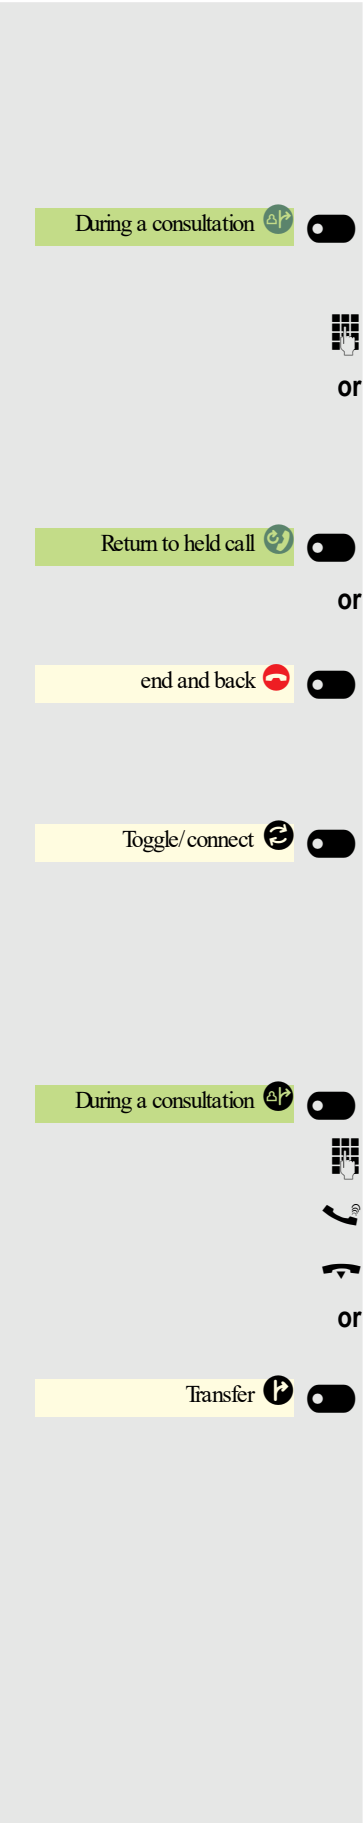 During a consultation
or
Return to held call
or
end and back
Toggle/connect
During a consultation
or
Transfer